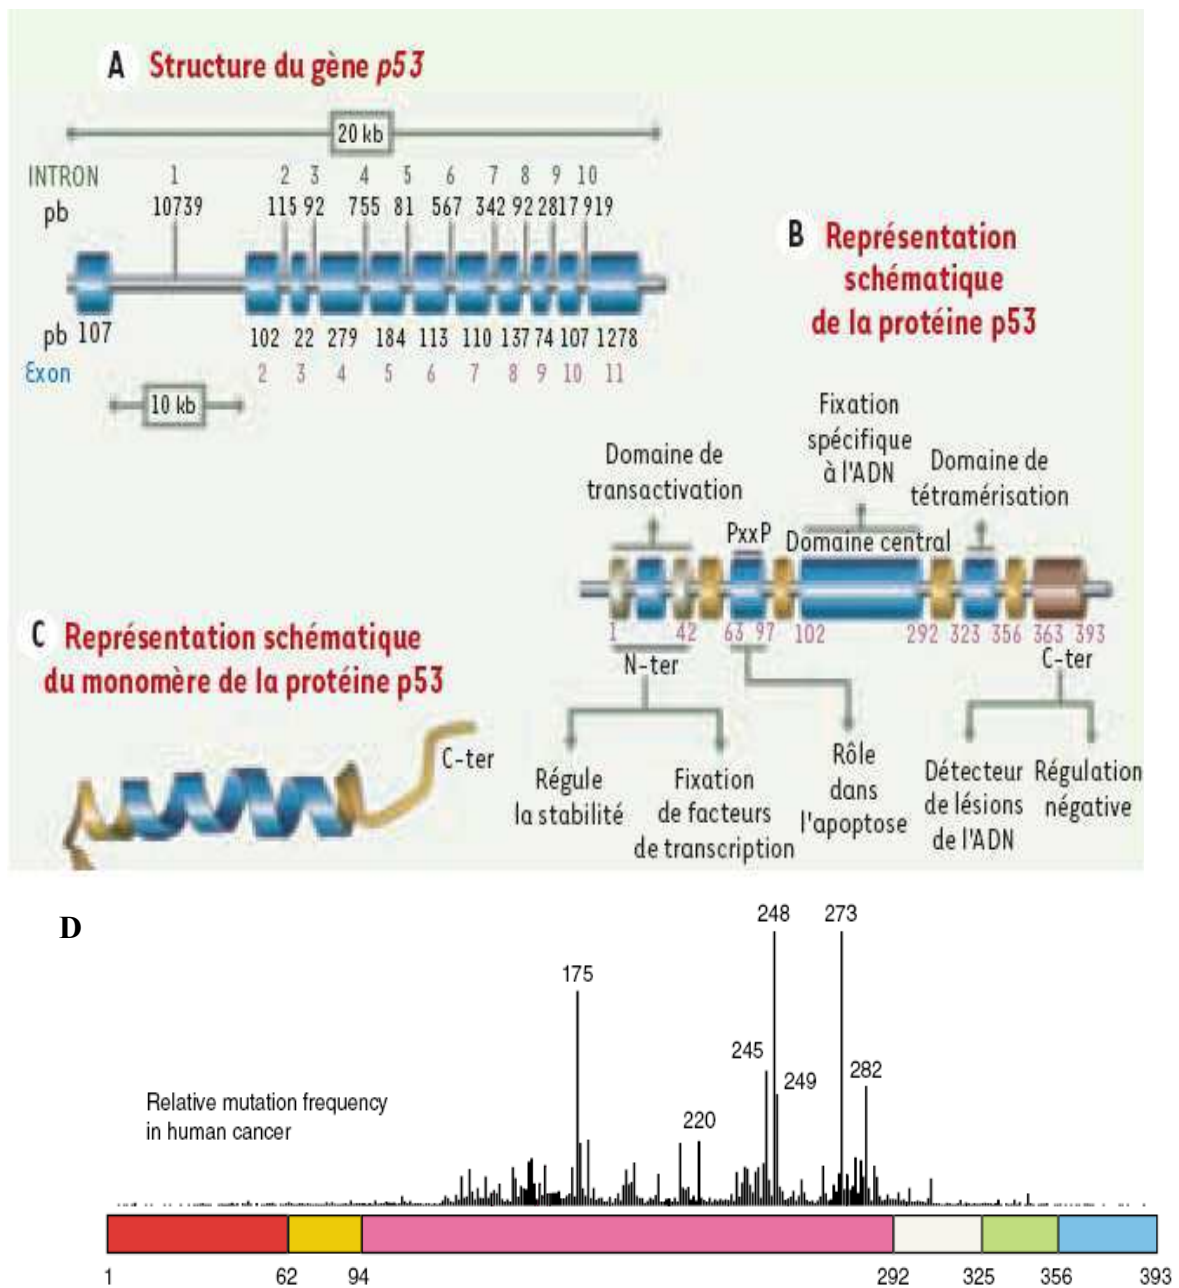 A Structure du gène p53
20 kb
INTRON 1 2 3 4 5 6 7 8 9 10
pb 10739 115 92 755 81 567 342 92 2817 919
pb 107 102 22 279 184 113 110 137 74 107 1278
Exon 2 3 4 5 6 7 8 9 10 11
10 kb
B Représentation
schématique
de la protéine p53
Fixation
spécifique
à l'ADN
Domaine de
transactivation
Domaine de
tétramérisation
PxxP
Domaine central
1 42 63 97 102 292 323 356 363 393
N-ter
C-ter
Régule
la stabilité
Fixation
de facteurs
de transcription
Rôle
dans
l'apoptose
Détecteur
de lésions
de l'ADN
Régulation
négative
C Représentation schématique
du monomère de la protéine p53
C-ter
D
248 273
175
245
249
282
220
Relative mutation frequency
in human cancer
1 62 94 292 325 356 393